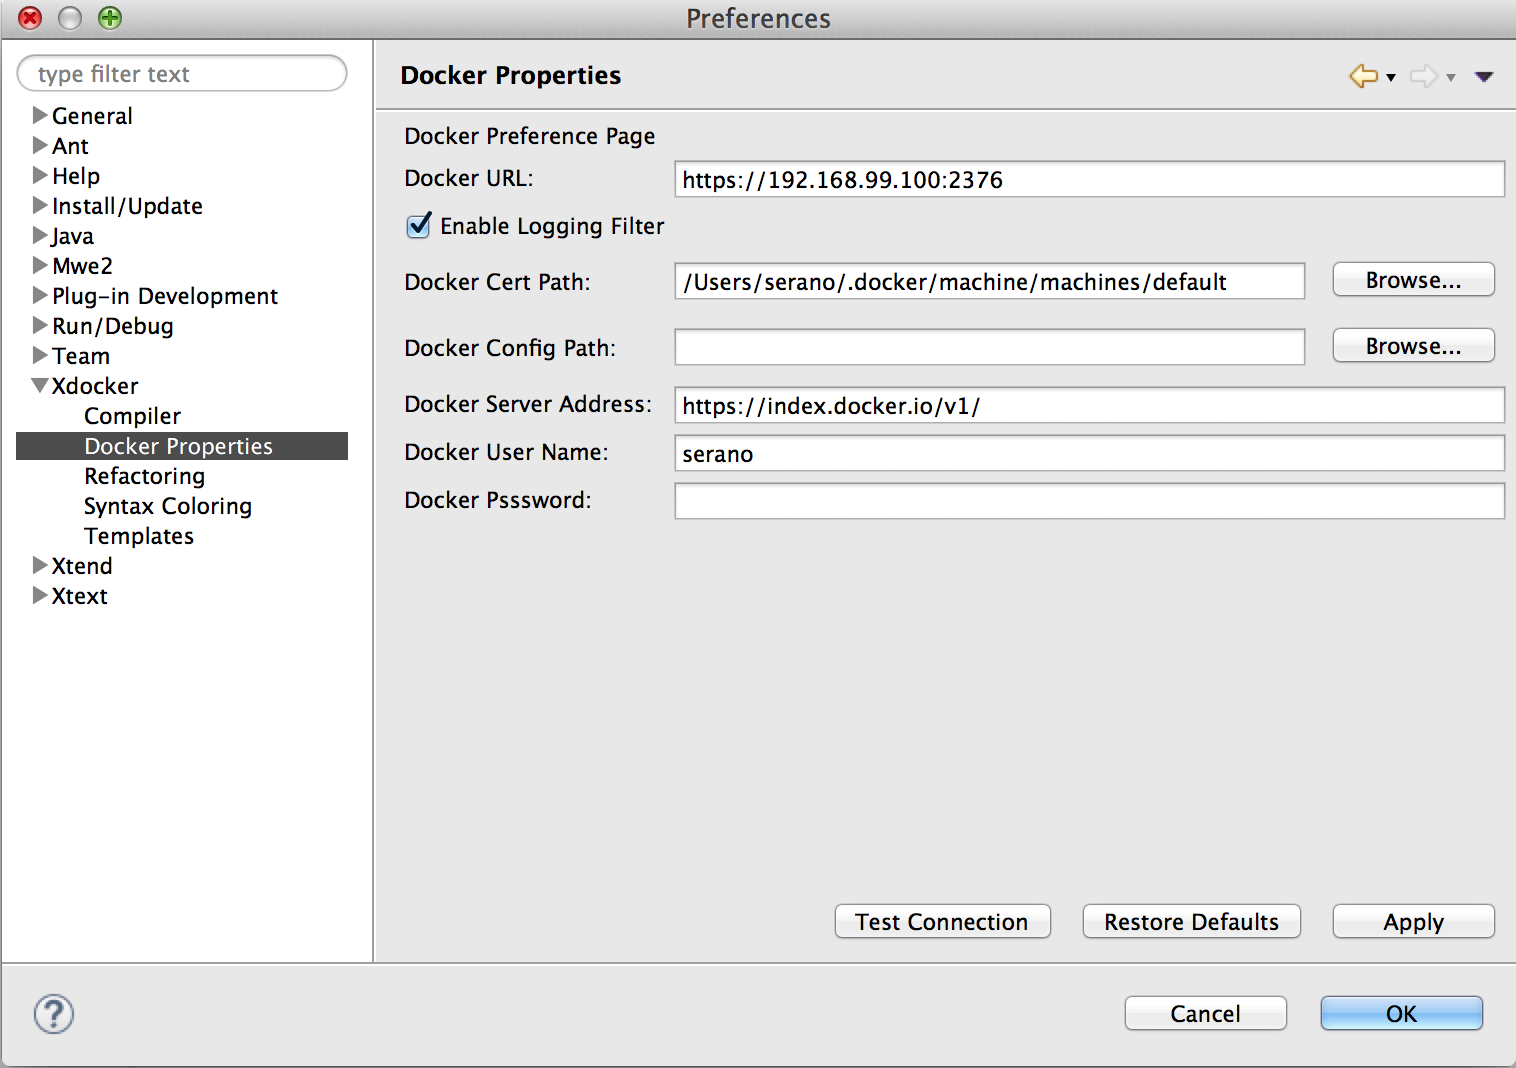 Preferences
type filter text
General
Ant
Help
Install/Update
Java
Mwe2
Plug-in Development
Run/Debug
Team
Xdocker
Compiler
Docker Properties
Refactoring
Syntax Coloring
Templates
Xtend
Xtext
Docker Properties
Docker Preference Page
Docker URL: https://192.168.99.100:2376
Enable Logging Filter
Docker Cert Path: /Users/serano/.docker/machine/machines/default Browse...
Docker Config Path: Browse...
Docker Server Address: https://index.docker.io/v1/
Docker User Name: serano
Docker Psssword:
Test Connection Restore Defaults Apply
? Cancel OK